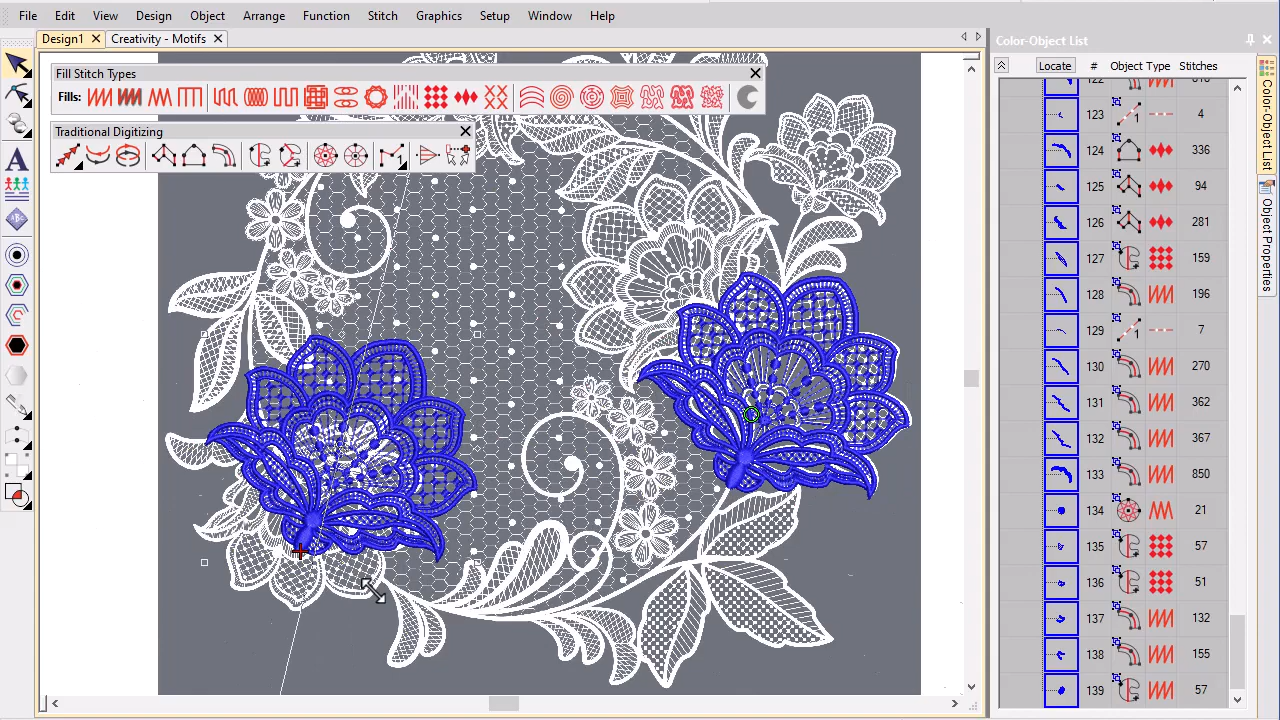 File Edit View Design Object Arrange Function Stitch Graphics Setup Window Help
Design1 Creativity - Motifs
Fill Stitch Types
Fills:
Traditional Digitizing
Color-Object List
Locate # Object Type Stitches
123 4
124 336
125 94
126 281
127 159
128 196
129 7
130 270
131 362
132 367
133 850
134 21
135 57
136 51
137 132
138 155
139 57
Color-Object List
Object Properties